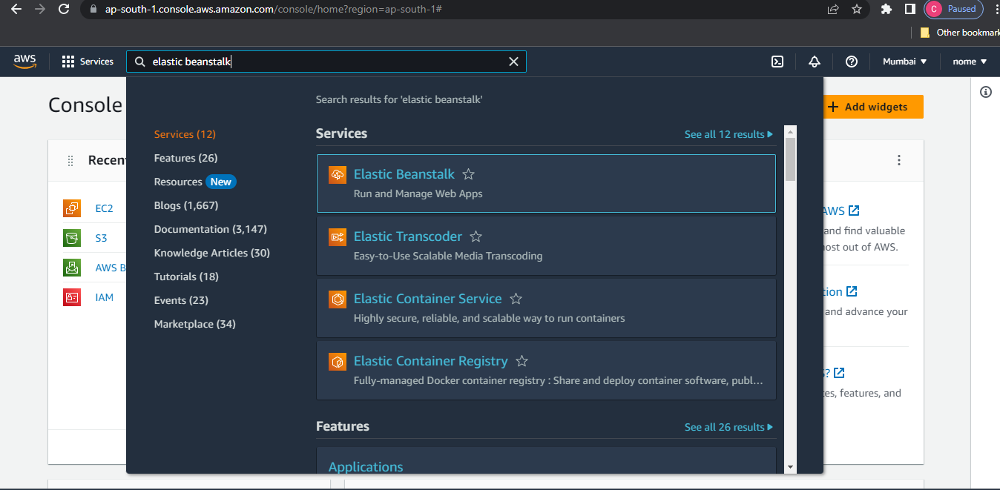 ap-south-1.console.aws.amazon.com/console/home?region=ap-south-1#
C Paused
Other bookmark
aws
Services
elastic beanstalk
Mumbai
nome
Console
Add widgets
Search results for 'elastic beanstalk'
Services (12)
Features (26)
Resources New
Blogs (1,667)
Documentation (3,147)
Knowledge Articles (30)
Tutorials (18)
Events (23)
Marketplace (34)
Services
See all 12 results
Elastic Beanstalk
Run and Manage Web Apps
Elastic Transcoder
Easy-to-Use Scalable Media Transcoding
Elastic Container Service
Highly secure, reliable, and scalable way to run containers
Elastic Container Registry
Fully-managed Docker container registry : Share and deploy container software, publ...
Features
See all 26 results
Applications
Recen
EC2
S3
AWS B
IAM
AWS
and find valuable
ost out of AWS.
tion
and advance your
?
es, features, and